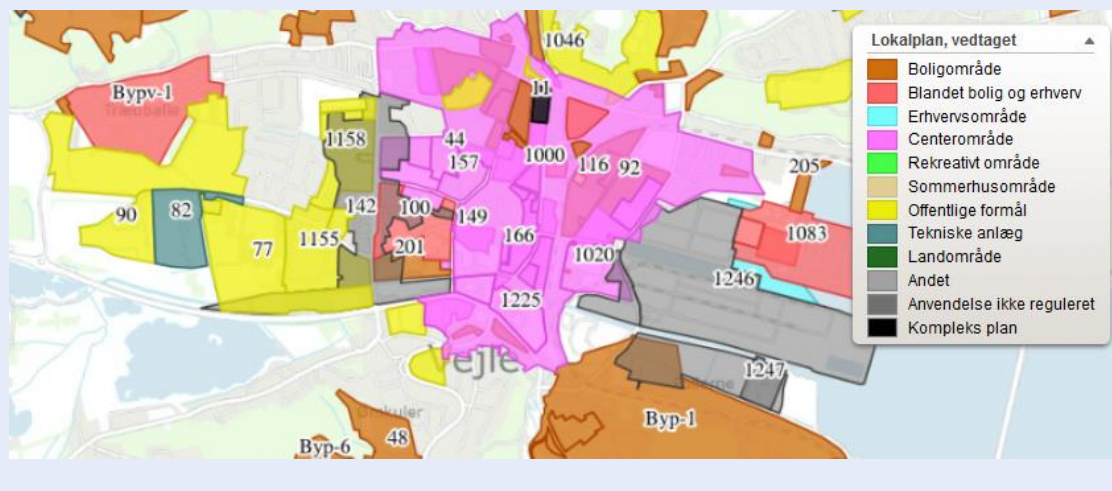 Lokalplan, vedtaget
Boligområde
Blandet bolig og erhverv
Erhvervsområde
Centerområde
Rekreativt område
Sommerhusområde
Offentlige formål
Tekniske anlæg
Landområde
Andet
Anvendelse ikke reguleret
Kompleks plan
1046
Bypv-1
Trædballe
11
1158
44
157
1000
116
92
205
90
82
142
100
149
77
1155
201
166
1020
1083
1246
1225
Vejle
1247
Byp-1
Ømkuler
48
Byp-6